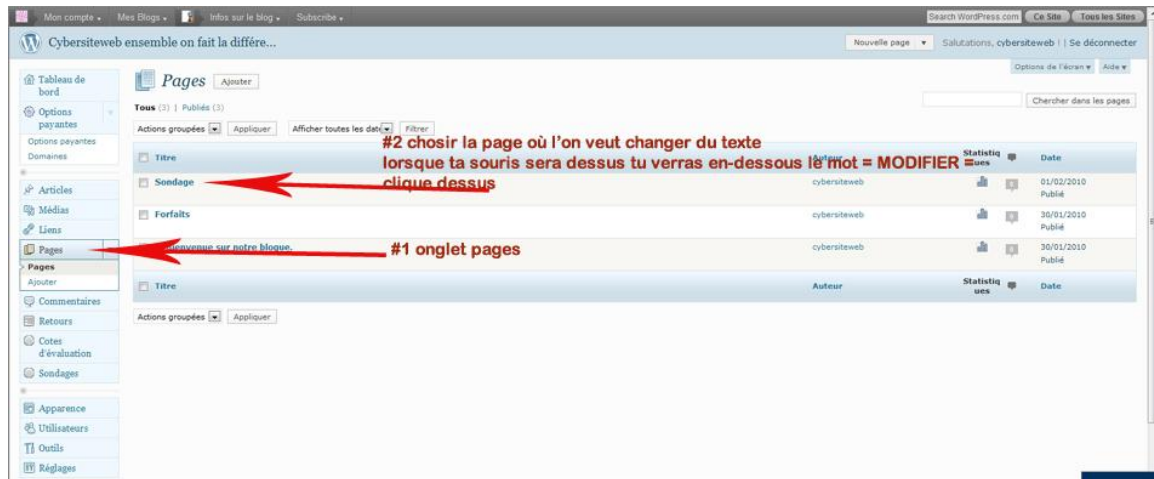 Mon compte Mes Blogs Infos sur le blog Subscribe Search WordPress.com Ce Site Tous les Sites
Cybersiteweb ensemble on fait la différe... Nouvelle page Salutations, cybersiteweb ! | Se déconnecter
Options de l'écran Aide
Tableau de bord
Options payantes
Options payantes
Domaines
Articles
Médias
Liens
Pages
Pages
Ajouter
Commentaires
Retours
Cotes d'évaluation
Sondages
Apparence
Utilisateurs
Outils
Réglages
Pages Ajouter
Tous (3) | Publiés (3)
Chercher dans les pages
Actions groupées Appliquer Afficher toutes les dat Filtrer
#2 chosir la page où l'on veut changer du texte
lorsque ta souris sera dessus tu verras en-dessous le mot = MODIFIER =
clique dessus
Titre Auteur Statistiques Date
Sondage cybersiteweb 01/02/2010
Publié
Forfaits cybersiteweb 30/01/2010
Publié
envenue sur notre blogue. cybersiteweb 30/01/2010
Publié
#1 onglet pages
Titre Auteur Statistiques Date
Actions groupées Appliquer